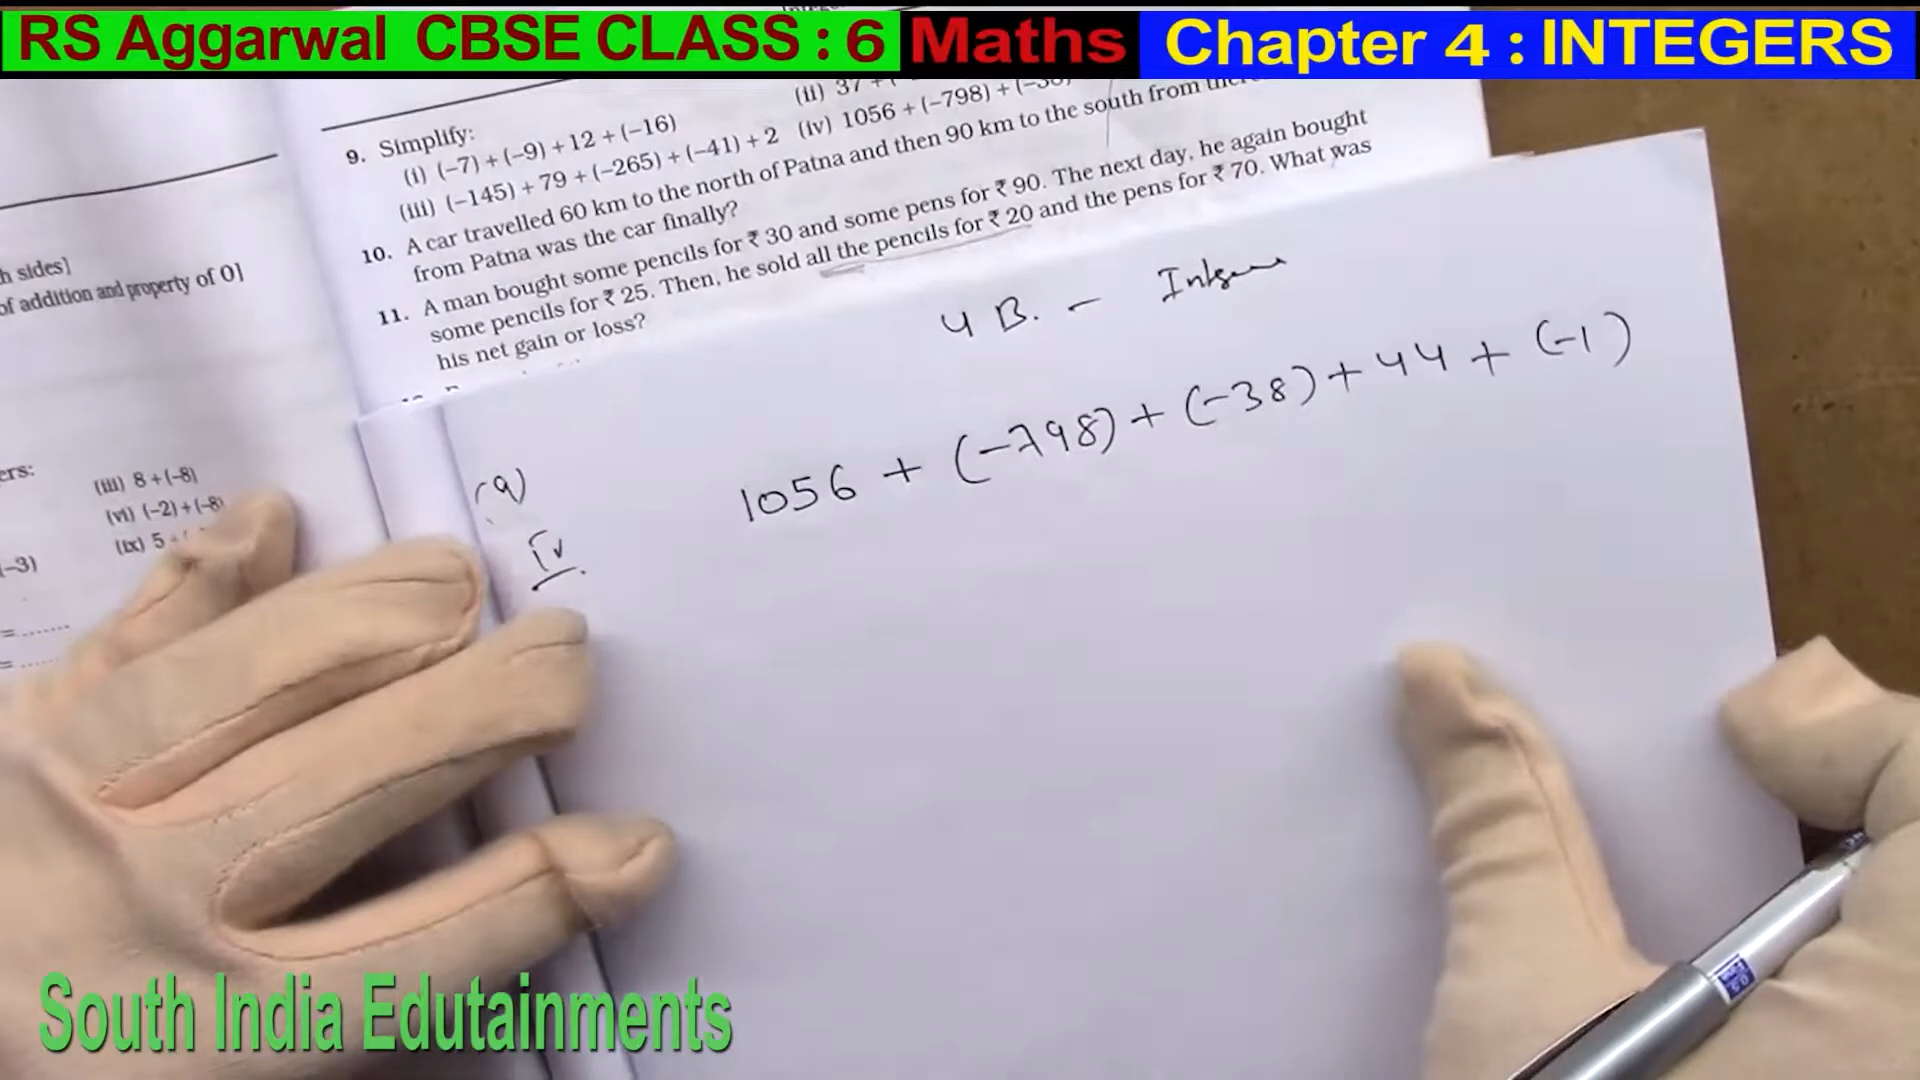 RS Aggarwal CBSE CLASS : 6 Maths Chapter 4 : INTEGERS
9. Simplify:
(i) (−7) + (−9) + 12 + (−16)
(ii) 37 + (
(iii) (−145) + 79 + (−265) + (−41) + 2 (iv) 1056 + (−798) + (−38)
10. A car travelled 60 km to the north of Patna and then 90 km to the south from there
from Patna was the car finally?
11. A man bought some pencils for ₹ 30 and some pens for ₹ 90. The next day, he again bought
some pencils for ₹ 25. Then, he sold all the pencils for ₹ 20 and the pens for ₹ 70. What was
his net gain or loss?
h sides]
of addition and property of 0]
ers:
(iii) 8 + (−8)
(vi) (−2) + (−8)
(ix) 5 + (
(−3)
= .......
= .....
4 B. – Integers
(9)
iv.
1056 + (−798) + (−38) + 44 + (−1)
South India Edutainments